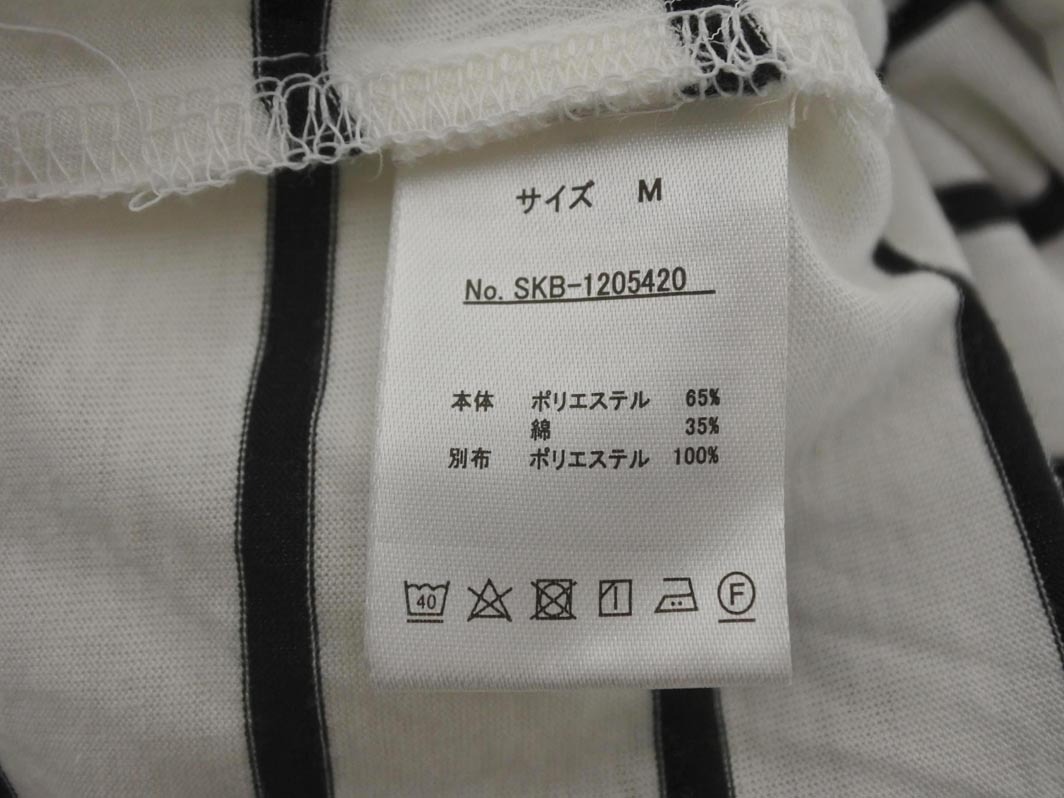 サイズ M
No. SKB-1205420
本体 ポリエステル 65%
綿 35%
別布 ポリエステル 100%
40 F